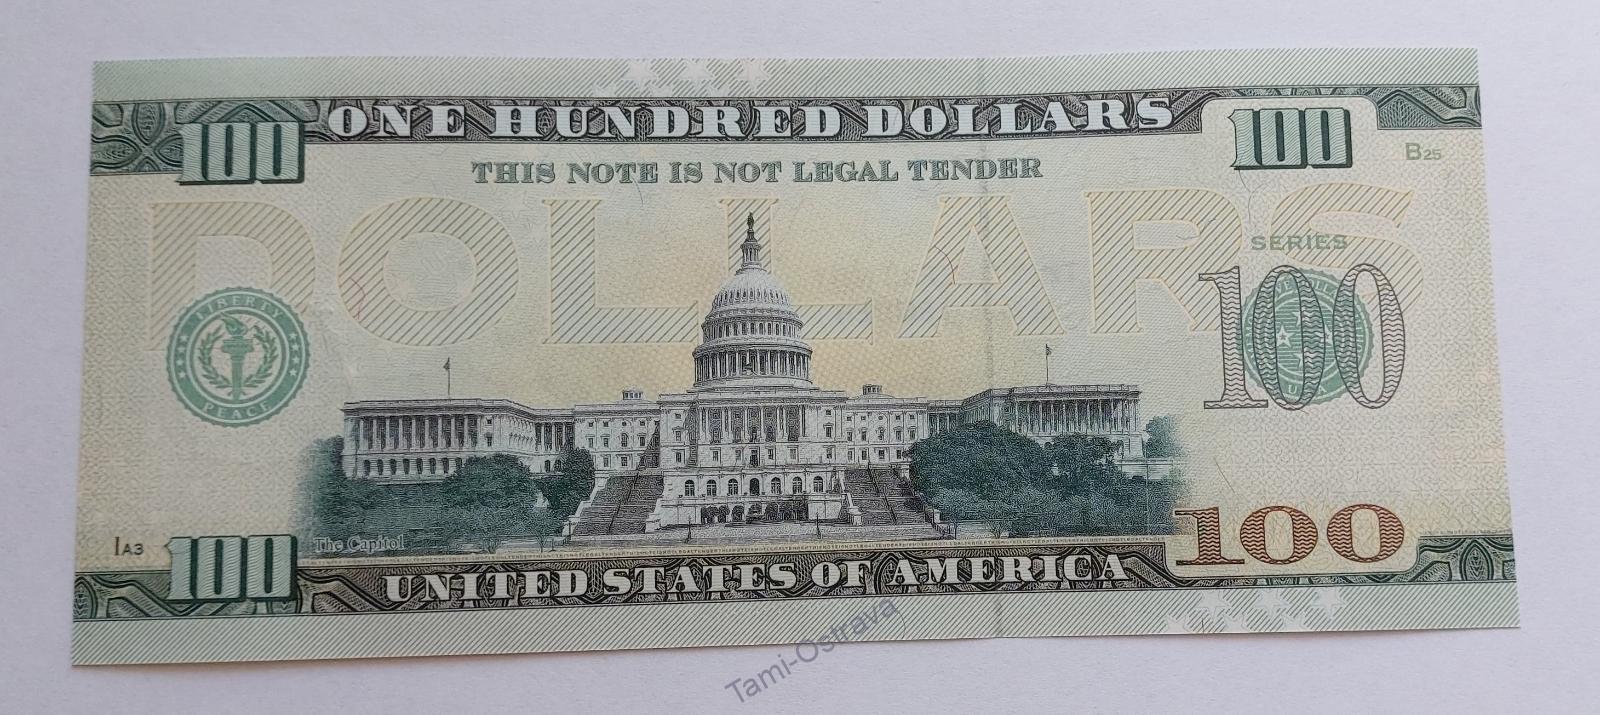 ONE HUNDRED DOLLARS
100
100
THIS NOTE IS NOT LEGAL TENDER
B25
DOLLARS
SERIES
100
LIBERTY
PEACE
U.S.A
The Capitol
IA3
100
100
UNITED STATES OF AMERICA
Tami-Ostrava